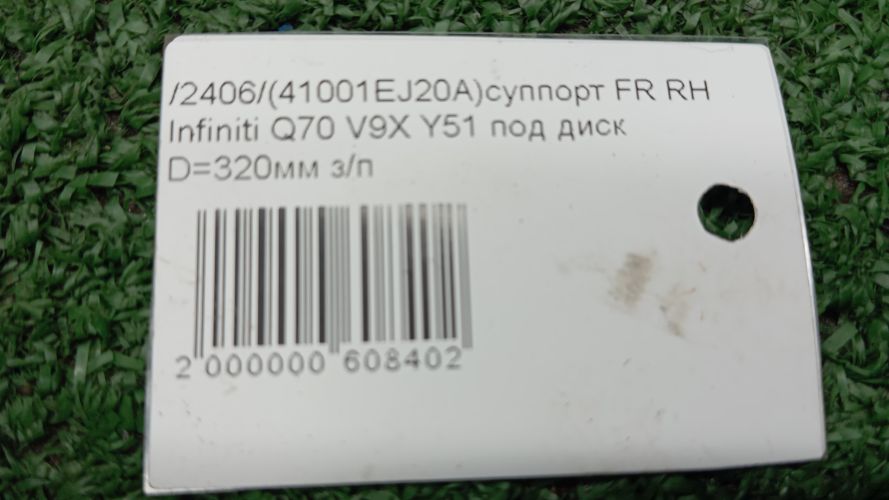 /2406/(41001EJ20A)суппорт FR RH
Infiniti Q70 V9X Y51 под диск
D=320мм з/п
2 000000 608402